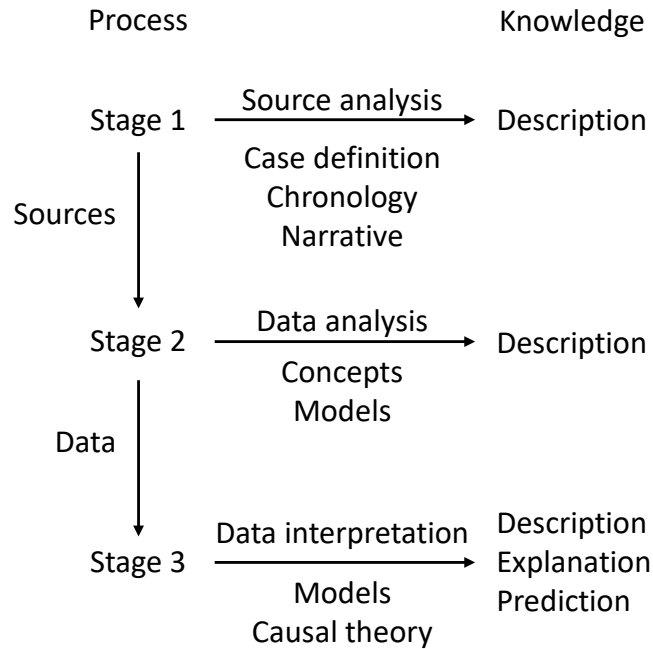 Process
Knowledge
Source analysis
Stage 1
Description
Case definition
Chronology
Narrative
Sources
Data analysis
Stage 2
Description
Concepts
Models
Data
Data interpretation
Stage 3
Description
Explanation
Prediction
Models
Causal theory